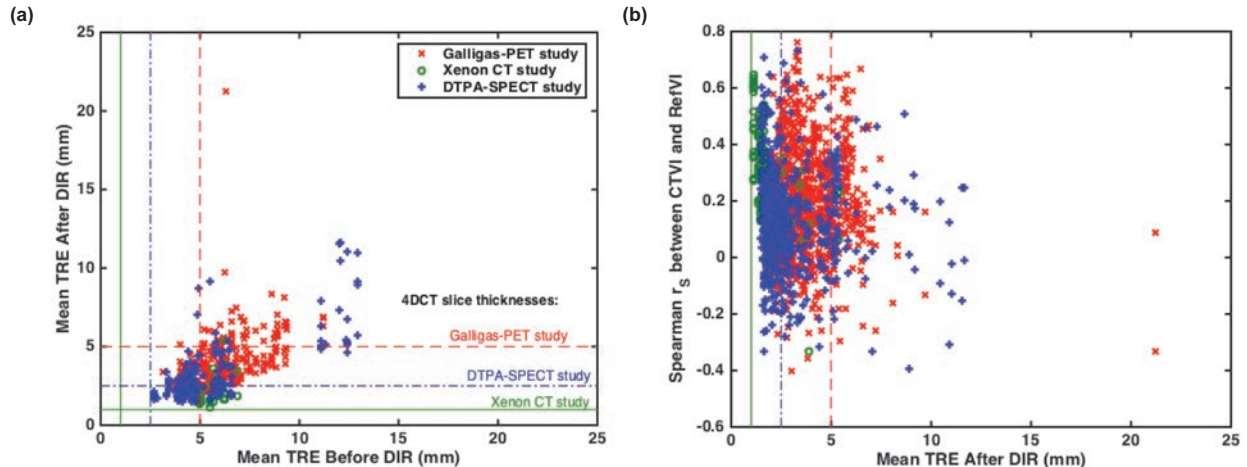 (a)
25
20
15
10
5
0
Mean TRE After DIR (mm)
Galligas-PET study
Xenon CT study
DTPA-SPECT study
4DCT slice thicknesses:
Galligas-PET study
DTPA-SPECT study
Xenon CT study
0 5 10 15 20 25
Mean TRE Before DIR (mm)
(b)
0.8
0.6
0.4
0.2
0
-0.2
-0.4
-0.6
Spearman rS between CTVI and RefVI
0 5 10 15 20 25
Mean TRE After DIR (mm)